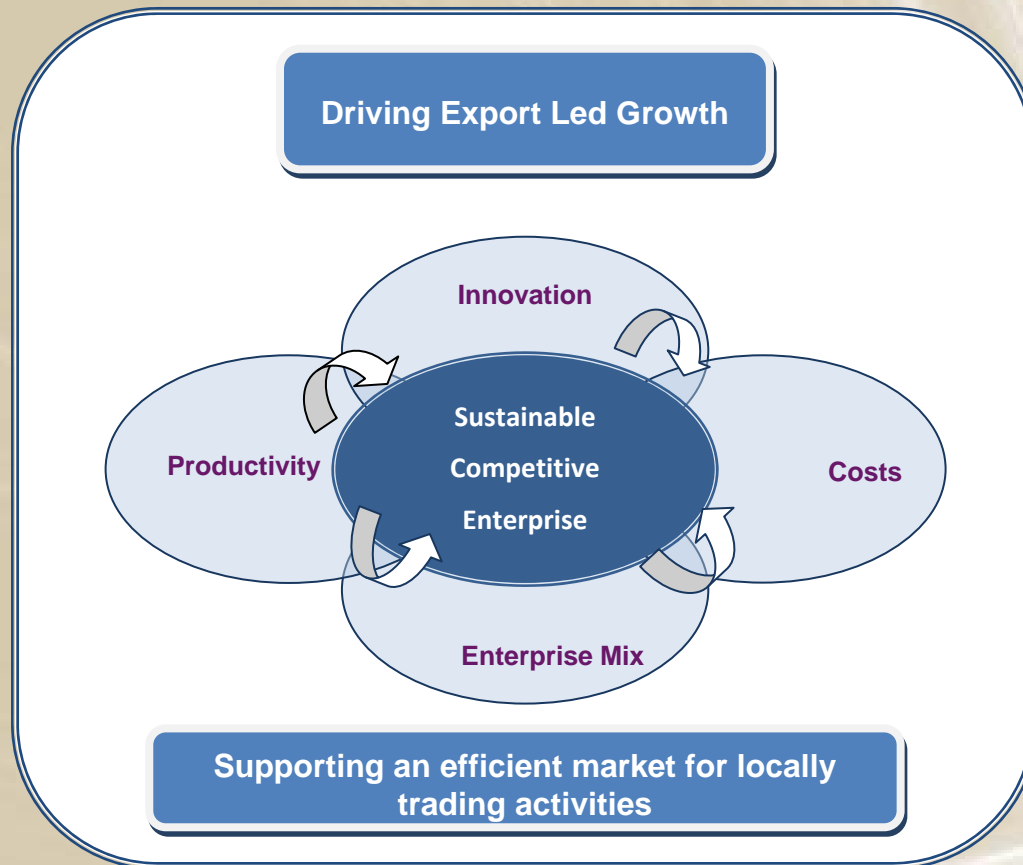 Driving Export Led Growth
Innovation
Sustainable
Competitive
Enterprise
Productivity
Costs
Enterprise Mix
Supporting an efficient market for locally
trading activities